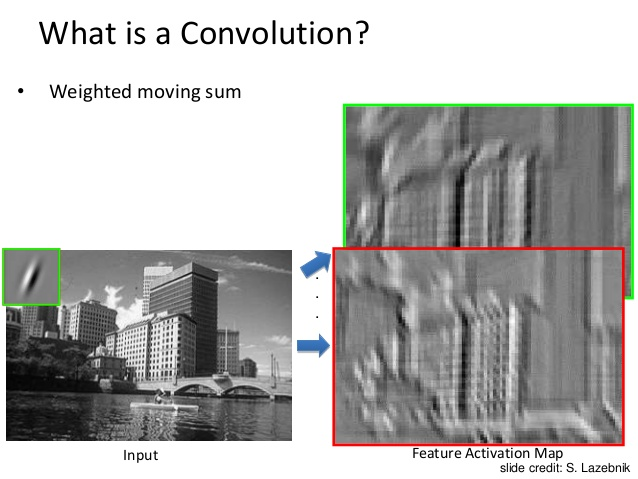 What is a Convolution?
• Weighted moving sum
.
.
.
Input
Feature Activation Map
slide credit: S. Lazebnik